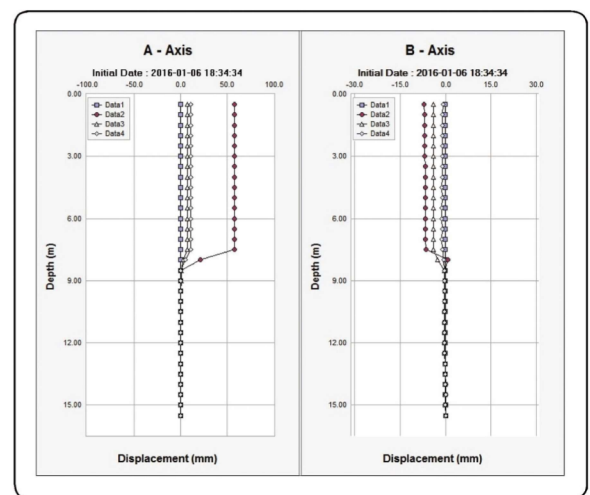 A - Axis
Initial Date : 2016-01-06 18:34:34
-100.0 -50.0 0.0 50.0 100.0
0.00
Data1
Data2
Data3
Data4
3.00
6.00
Depth (m)
9.00
12.00
15.00
Displacement (mm)
B - Axis
Initial Date : 2016-01-06 18:34:34
-30.0 -15.0 0.0 15.0 30.0
0.00
Data1
Data2
Data3
Data4
3.00
6.00
Depth (m)
9.00
12.00
15.00
Displacement (mm)